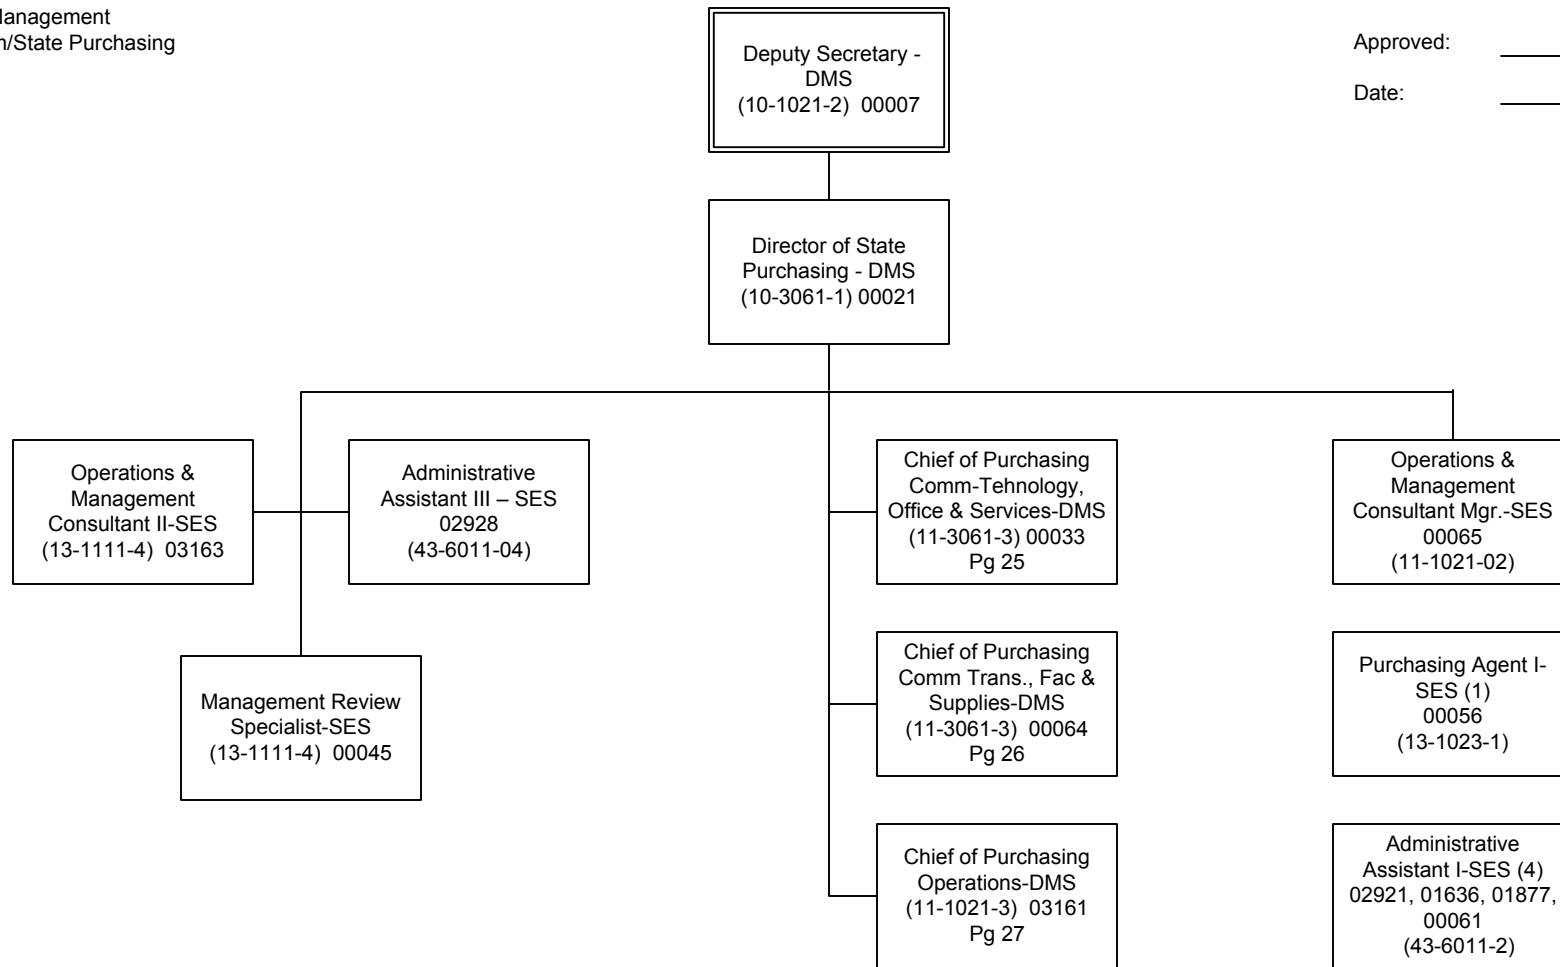 Management
/State Purchasing
Approved:
Date:
Deputy Secretary -
DMS
(10-1021-2) 00007
Director of State
Purchasing - DMS
(10-3061-1) 00021
Operations &
Management
Consultant II-SES
(13-1111-4) 03163
Administrative
Assistant III – SES
02928
(43-6011-04)
Management Review
Specialist-SES
(13-1111-4) 00045
Chief of Purchasing
Comm-Tehnology,
Office & Services-DMS
(11-3061-3) 00033
Pg 25
Chief of Purchasing
Comm Trans., Fac &
Supplies-DMS
(11-3061-3) 00064
Pg 26
Chief of Purchasing
Operations-DMS
(11-1021-3) 03161
Pg 27
Operations &
Management
Consultant Mgr.-SES
00065
(11-1021-02)
Purchasing Agent I-
SES (1)
00056
(13-1023-1)
Administrative
Assistant I-SES (4)
02921, 01636, 01877,
00061
(43-6011-2)